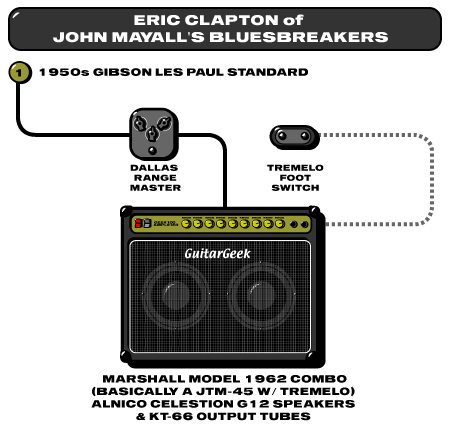 ERIC CLAPTON of
JOHN MAYALL'S BLUESBREAKERS
1 1950s GIBSON LES PAUL STANDARD
DALLAS
RANGE
MASTER
TREMELO
FOOT
SWITCH
GuitarGeek
MARSHALL MODEL 1962 COMBO
(BASICALLY A JTM-45 W/ TREMELO)
ALNICO CELESTION G12 SPEAKERS
& KT-66 OUTPUT TUBES